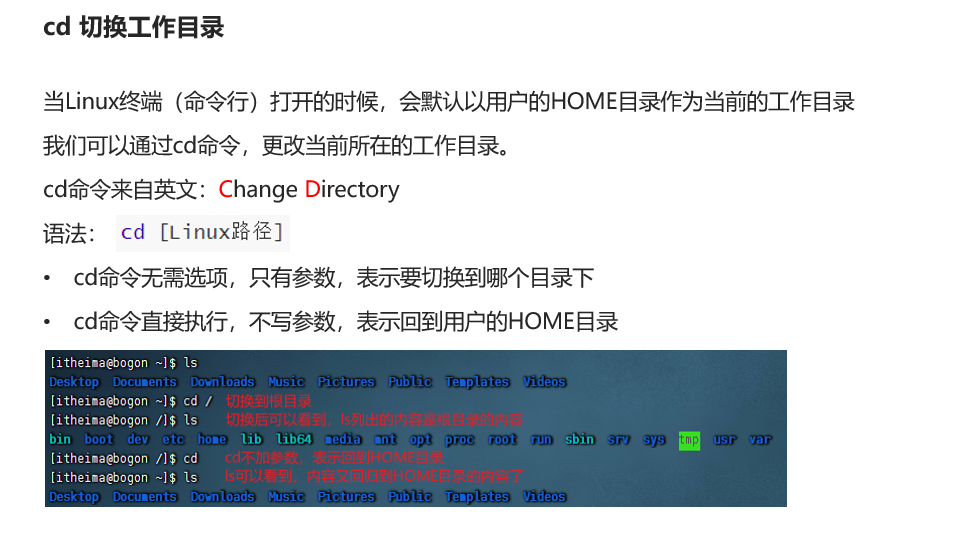 cd 切换工作目录
当Linux终端（命令行）打开的时候，会默认以用户的HOME目录作为当前的工作目录
我们可以通过cd命令，更改当前所在的工作目录。
cd命令来自英文：Change Directory
语法： cd [Linux路径]
• cd命令无需选项，只有参数，表示要切换到哪个目录下
• cd命令直接执行，不写参数，表示回到用户的HOME目录
[itheima@bogon ~]$ ls
Desktop Documents Downloads Music Pictures Public Templates Videos
[itheima@bogon ~]$ cd / 切换到根目录
[itheima@bogon /]$ ls 切换后可以看到，ls列出的内容是根目录的内容
bin boot dev etc home lib lib64 media mnt opt proc root run sbin srv sys tmp usr var
[itheima@bogon /]$ cd cd不加参数，表示回到HOME目录
[itheima@bogon ~]$ ls ls可以看到，内容又回归到HOME目录的内容了
Desktop Documents Downloads Music Pictures Public Templates Videos